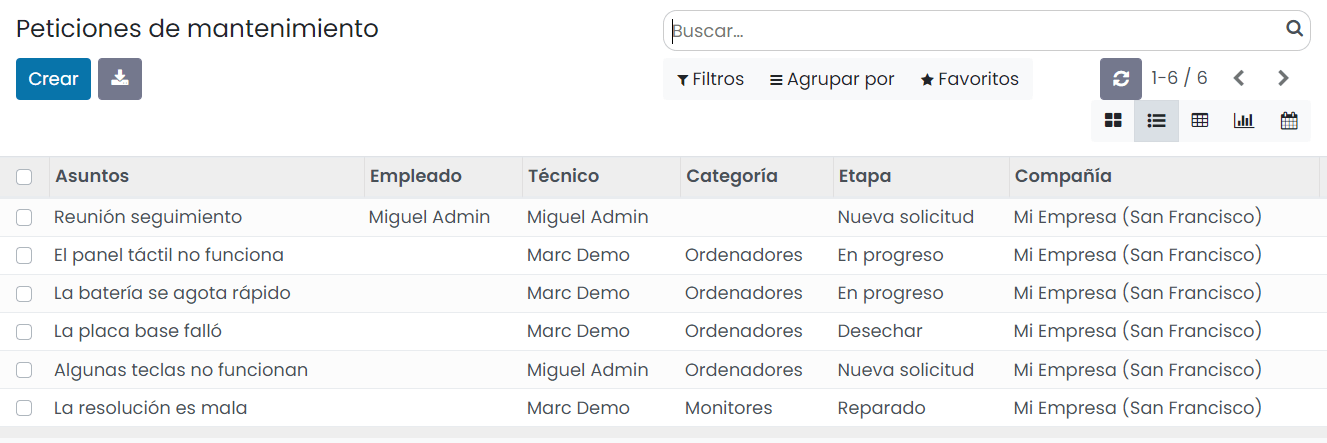 Peticiones de mantenimiento
Buscar...
Crear
Filtros Agrupar por Favoritos 1-6 / 6
Asuntos Empleado Técnico Categoría Etapa Compañía
Reunión seguimiento Miguel Admin Miguel Admin Nueva solicitud Mi Empresa (San Francisco)
El panel táctil no funciona Marc Demo Ordenadores En progreso Mi Empresa (San Francisco)
La batería se agota rápido Marc Demo Ordenadores En progreso Mi Empresa (San Francisco)
La placa base falló Marc Demo Ordenadores Desechar Mi Empresa (San Francisco)
Algunas teclas no funcionan Miguel Admin Ordenadores Nueva solicitud Mi Empresa (San Francisco)
La resolución es mala Marc Demo Monitores Reparado Mi Empresa (San Francisco)